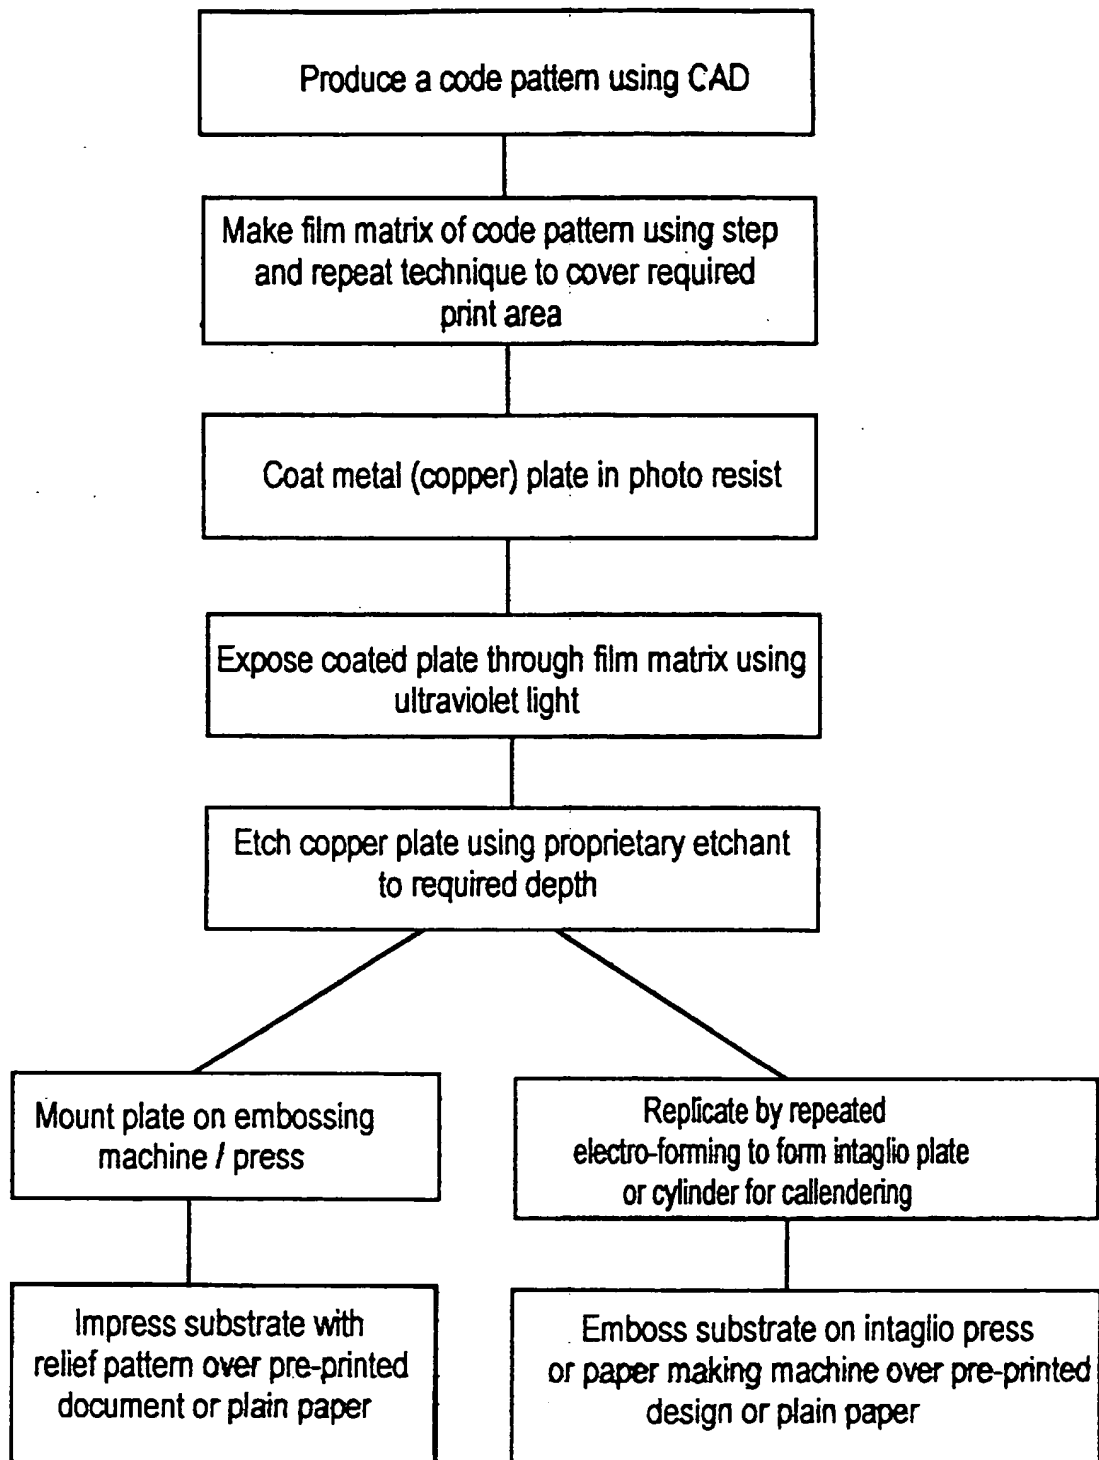 Produce a code pattern using CAD
Make film matrix of code pattern using step
and repeat technique to cover required
print area
Coat metal (copper) plate in photo resist
Expose coated plate through film matrix using
ultraviolet light
Etch copper plate using proprietary etchant
to required depth
Mount plate on embossing
machine / press
Replicate by repeated
electro-forming to form intaglio plate
or cylinder for callendering
Impress substrate with
relief pattern over pre-printed
document or plain paper
Emboss substrate on intaglio press
or paper making machine over pre-printed
design or plain paper